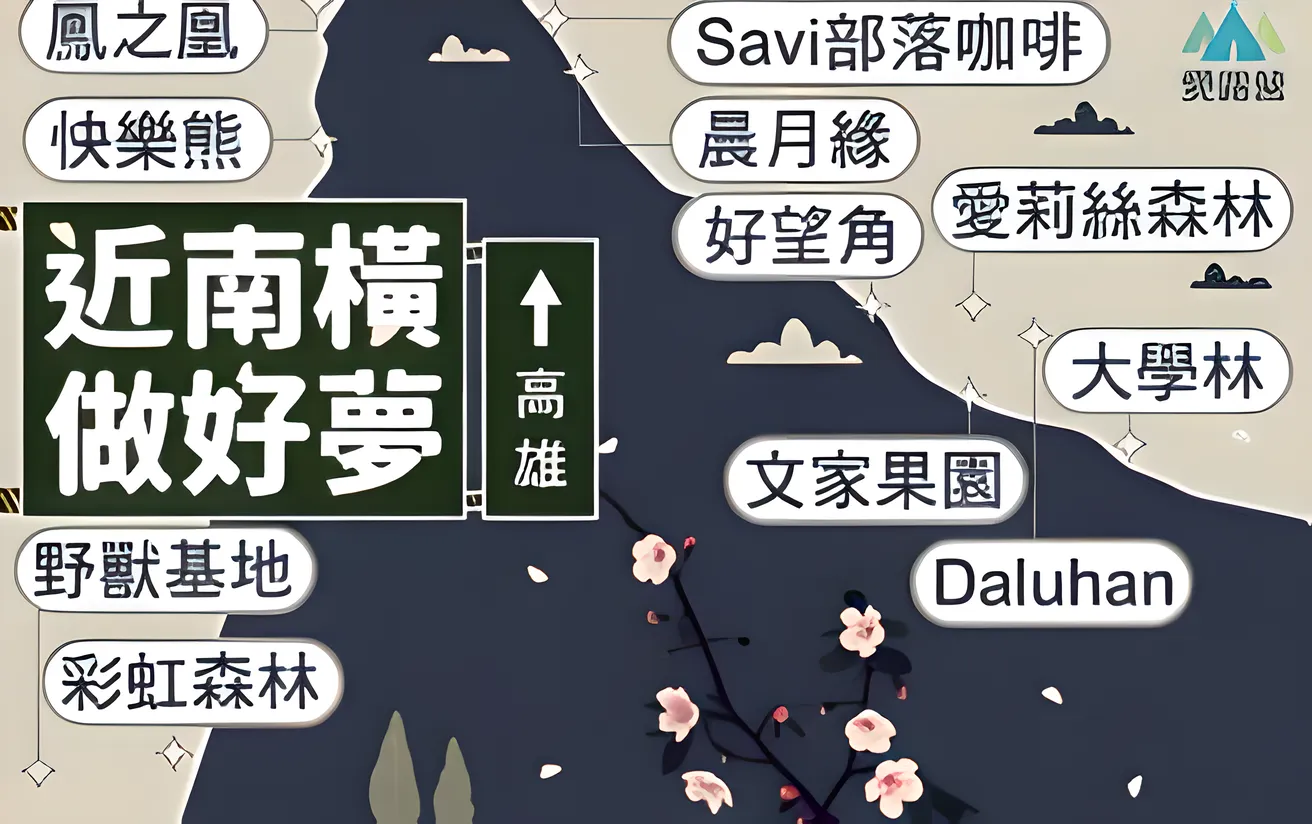 鳳之凰
Savi部落咖啡
快樂熊
晨月緣
愛莉絲森林
好望角
近南橫
做好夢
高雄
大學林
文家果園
野獸基地
Daluhan
彩虹森林